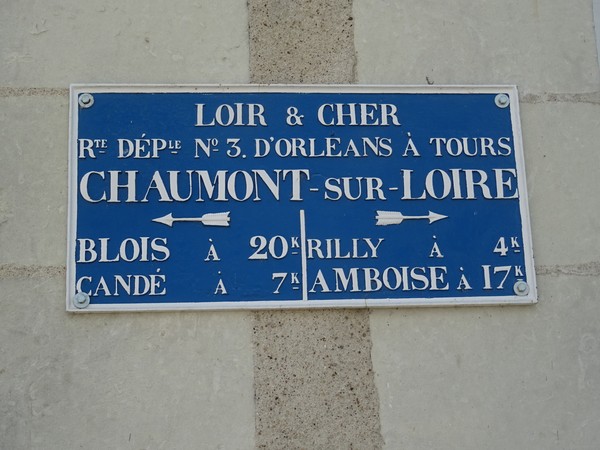 LOIR & CHER
RTE DÉPLE No 3. D'ORLEANS À TOURS
CHAUMONT-SUR-LOIRE
BLOIS À 20K
CANDÉ À 7K
RILLY À 4K
AMBOISE À 17K